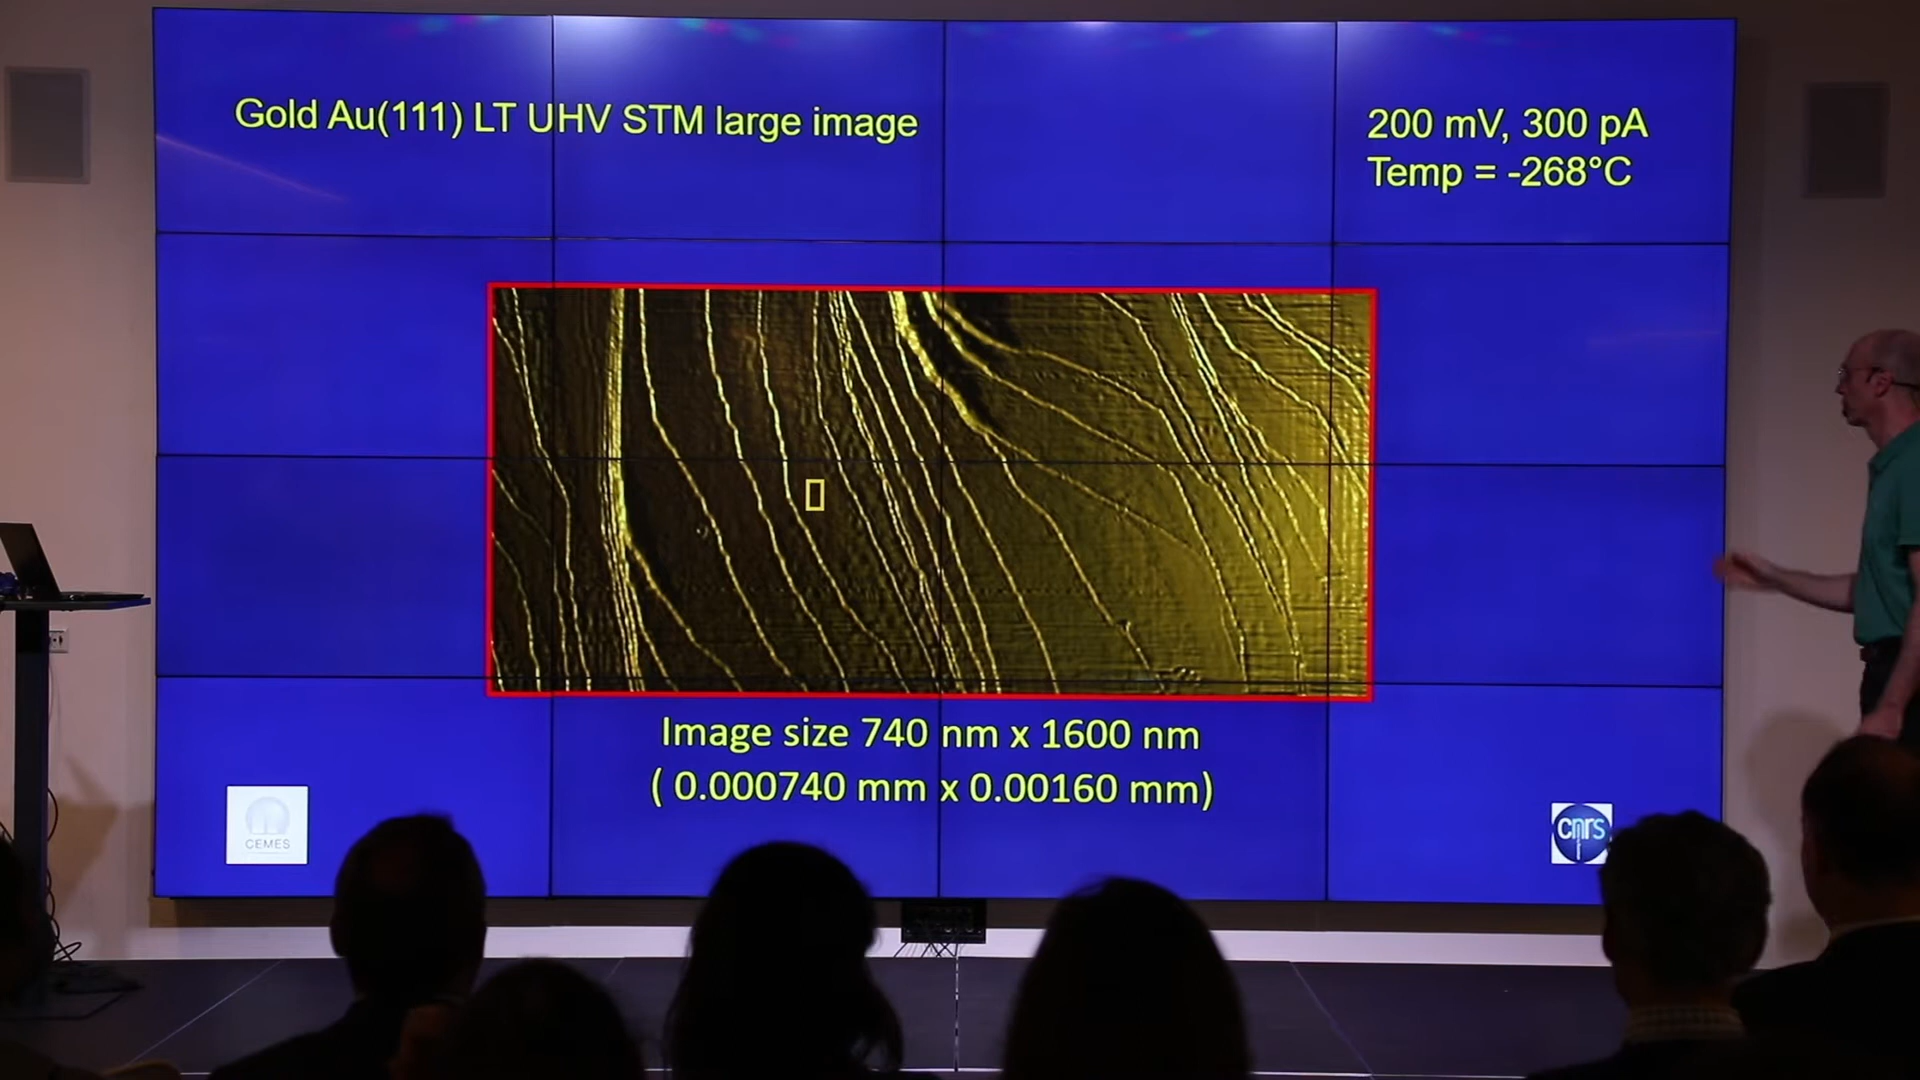 Gold Au(111) LT UHV STM large image
200 mV, 300 pA
Temp = -268°C
Image size 740 nm x 1600 nm
( 0.000740 mm x 0.00160 mm)
CEMES
cnrs